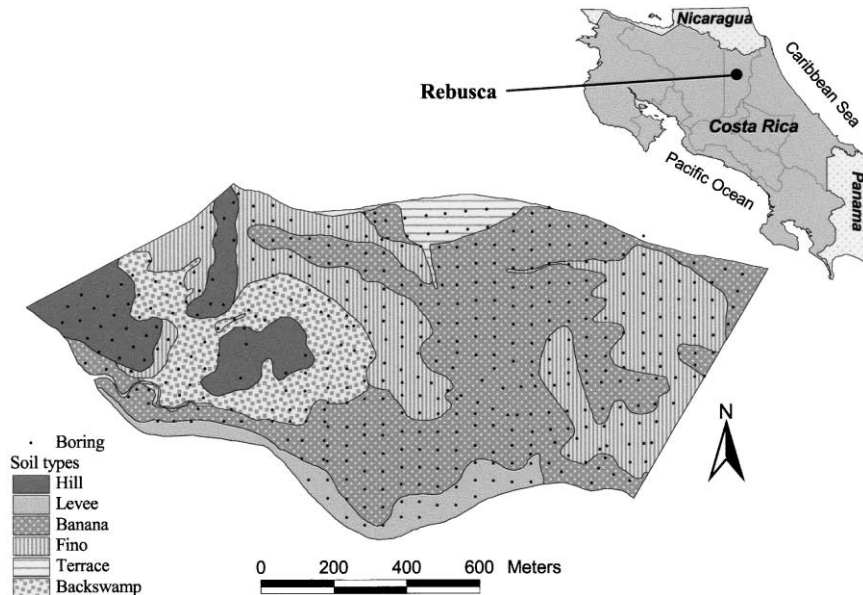 Nicaragua
Caribbean Sea
Rebusca
Costa Rica
Pacific Ocean
Panama
N
Boring
Soil types
Hill
Levee
Banana
Fino
Terrace
Backswamp
0 200 400 600 Meters